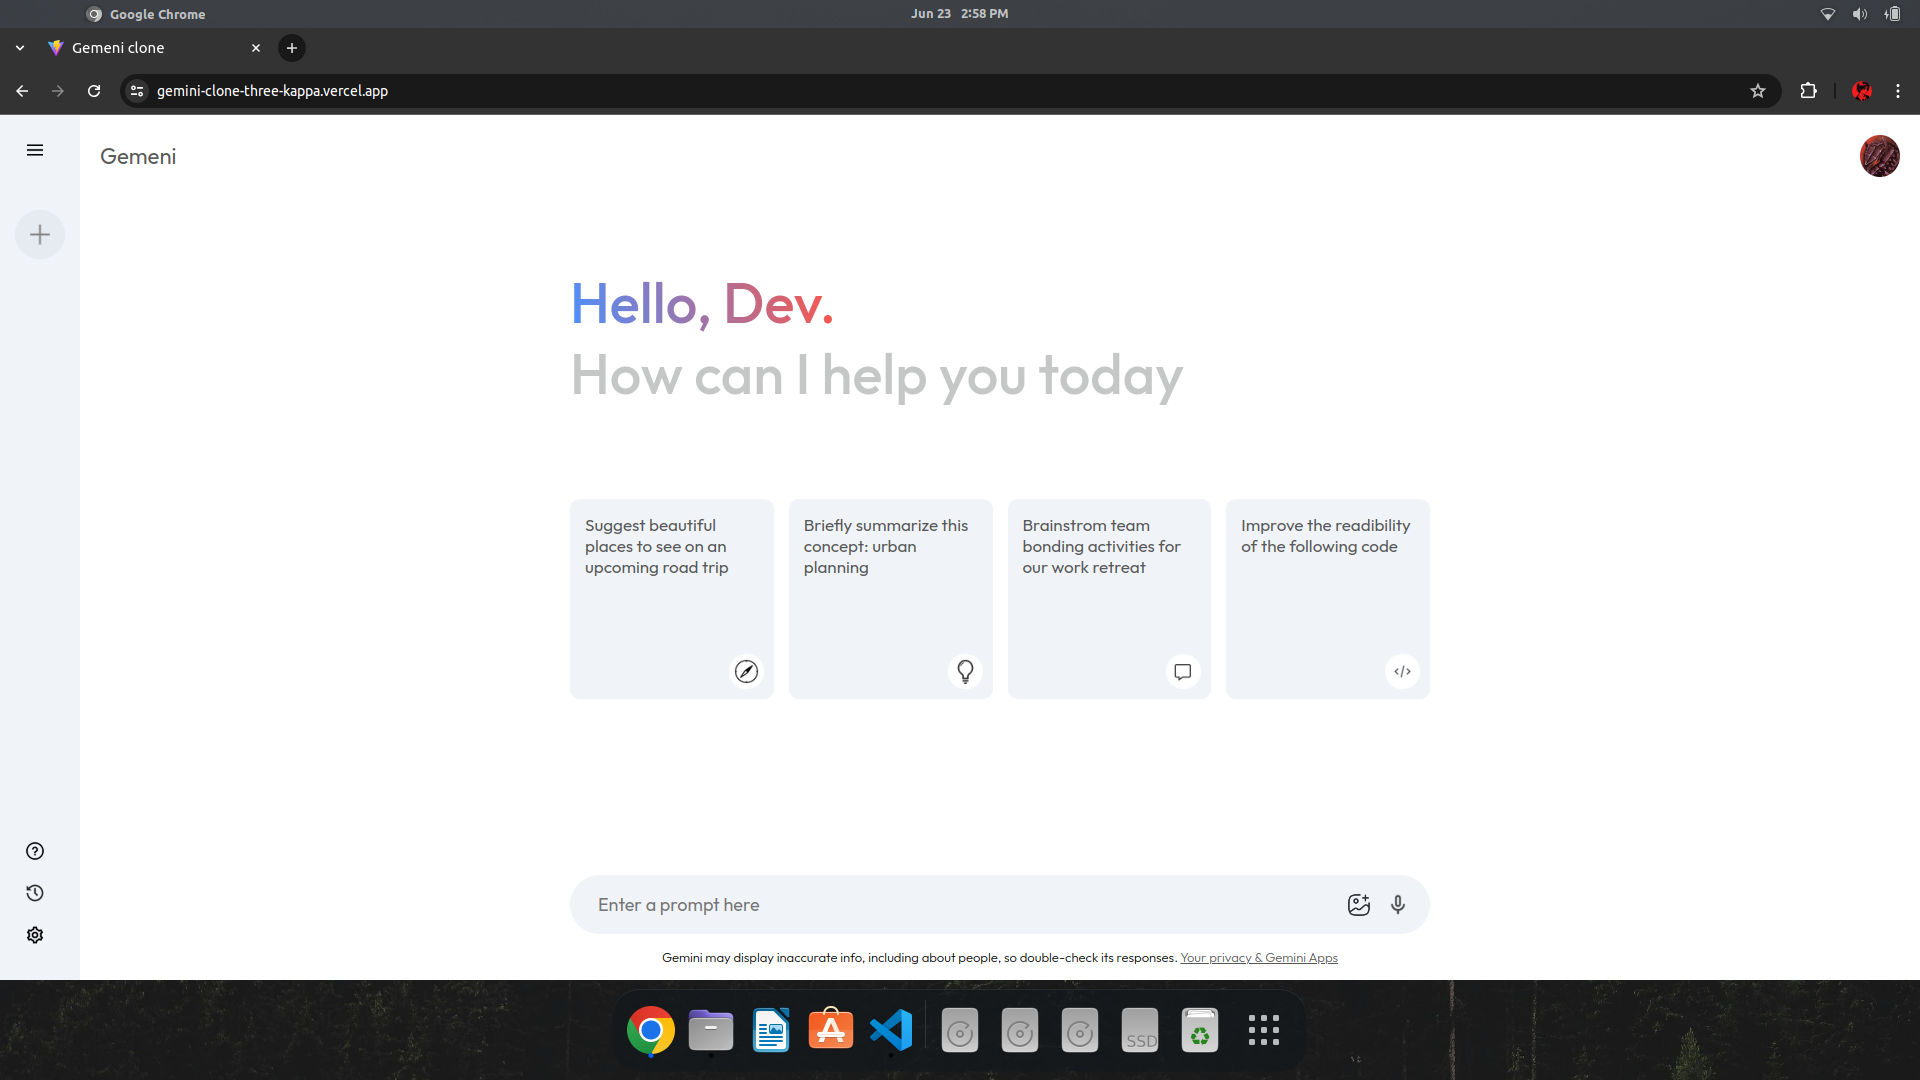 Google Chrome
Jun 23 2:58 PM
Gemeni clone
gemini-clone-three-kappa.vercel.app
Gemeni
Hello, Dev.
How can I help you today
Suggest beautiful
places to see on an
upcoming road trip
Briefly summarize this
concept: urban
planning
Brainstrom team
bonding activities for
our work retreat
Improve the readibility
of the following code
Enter a prompt here
Gemini may display inaccurate info, including about people, so double-check its responses. Your privacy & Gemini Apps
SSD